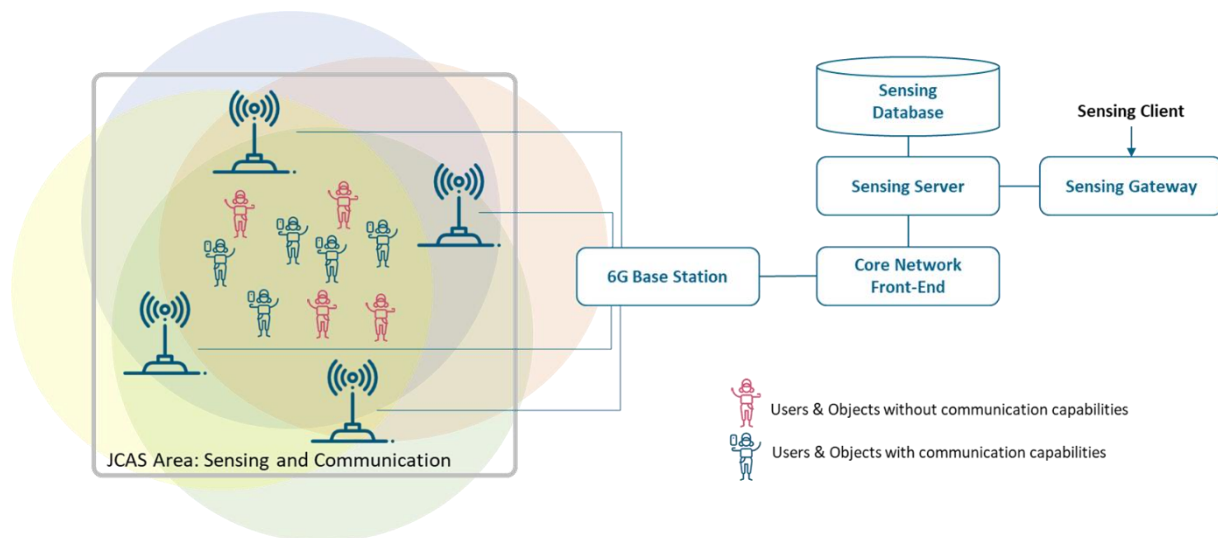 Sensing
Database
Sensing Client
Sensing Server
Sensing Gateway
6G Base Station
Core Network
Front-End
Users & Objects without communication capabilities
Users & Objects with communication capabilities
JCAS Area: Sensing and Communication